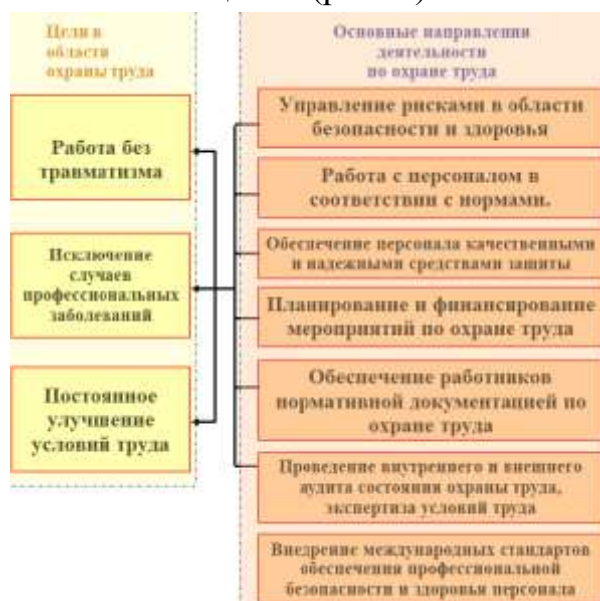 Цели в
области
охраны труда
Работа без
травматизма
Исключение
случаев
профессиональных
заболеваний
Постоянное
улучшение
условий труда
Основные направления
деятельности
по охране труда
Управление рисками в области
безопасности и здоровья
Работа с персоналом в
соответствии с нормами.
Обеспечение персонала качественными
и надежными средствами защиты
Планирование и финансирование
мероприятий по охране труда
Обеспечение работников
нормативной документацией по
охране труда
Проведение внутреннего и внешнего
аудита состояния охраны труда,
экспертиза условий труда
Внедрение международных стандартов
обеспечения профессиональной
безопасности и здоровья персонала